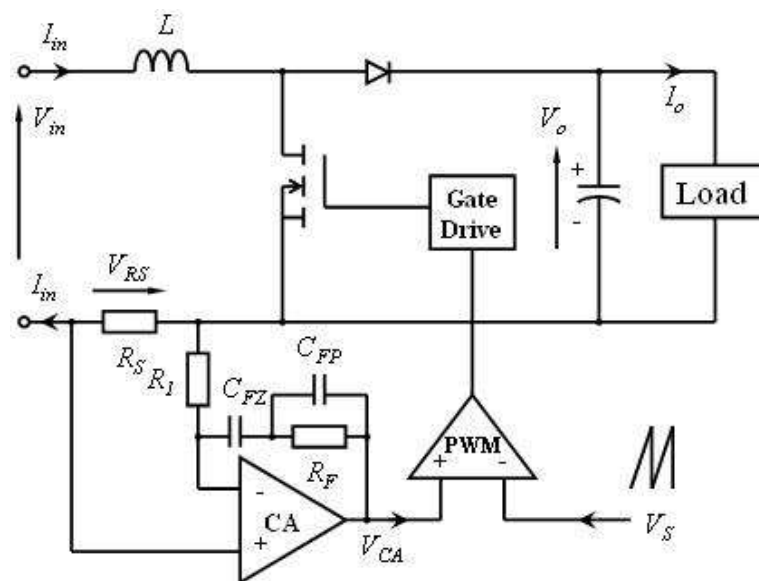 L
I_in
I_o
V_in
V_o
+
-
Gate
Drive
Load
V_RS
I_in
R_S
R_1
C_FP
C_FZ
R_F
PWM
+
-
-
CA
+
V_CA
V_S